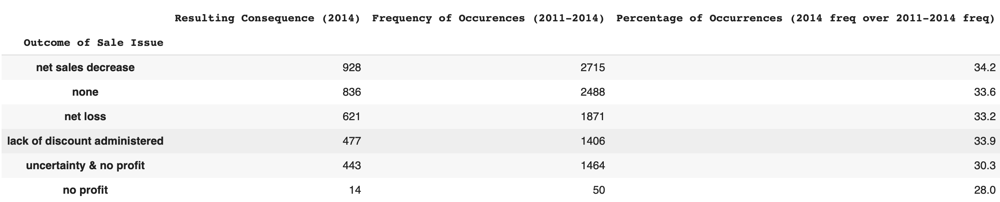 Resulting Consequence (2014) Frequency of Occurences (2011-2014) Percentage of Occurrences (2014 freq over 2011-2014 freq)
Outcome of Sale Issue
net sales decrease 928 2715 34.2
none 836 2488 33.6
net loss 621 1871 33.2
lack of discount administered 477 1406 33.9
uncertainty & no profit 443 1464 30.3
no profit 14 50 28.0